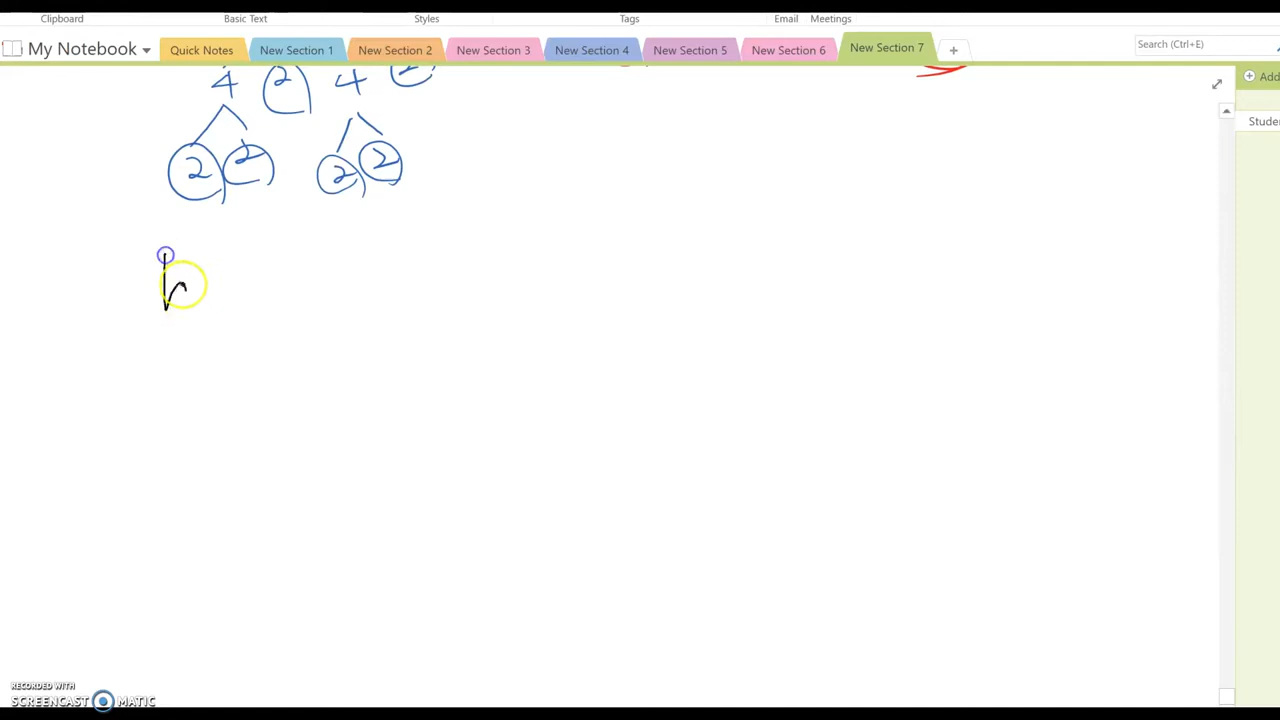 Clipboard Basic Text Styles Tags Email Meetings
My Notebook Quick Notes New Section 1 New Section 2 New Section 3 New Section 4 New Section 5 New Section 6 New Section 7 + Search (Ctrl+E)
Add
4 2 4 2
Studen
2 2 2 2
h
RECORDED WITH
SCREENCAST MATIC